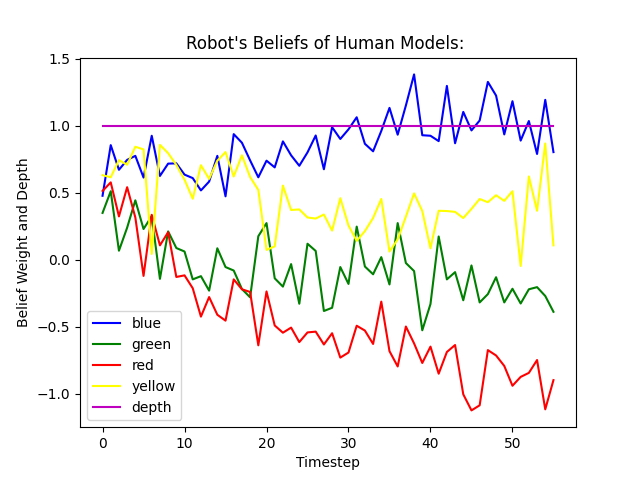 Robot's Beliefs of Human Models:
Belief Weight and Depth
1.5
1.0
0.5
0.0
−0.5
−1.0
blue
green
red
yellow
depth
0 10 20 30 40 50
Timestep